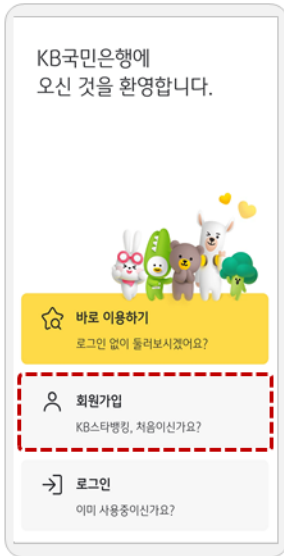 KB국민은행에
오신 것을 환영합니다.
바로 이용하기
로그인 없이 둘러보시겠어요?
회원가입
KB스타뱅킹, 처음이신가요?
로그인
이미 사용중이신가요?